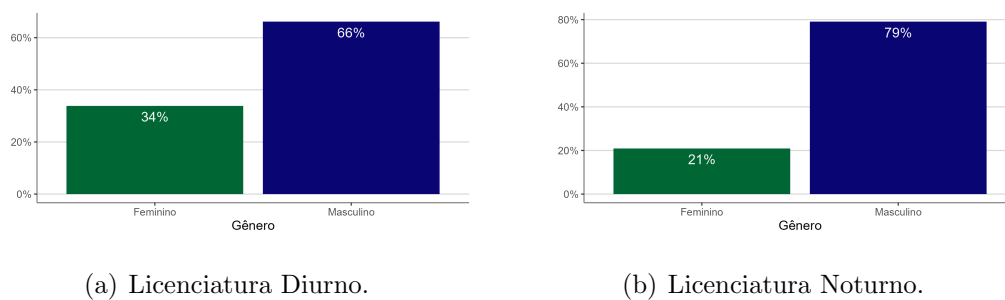 60%
40%
20%
0%
34%
66%
Feminino
Masculino
Gênero
(a) Licenciatura Diurno.
80%
60%
40%
20%
0%
21%
79%
Feminino
Masculino
Gênero
(b) Licenciatura Noturno.